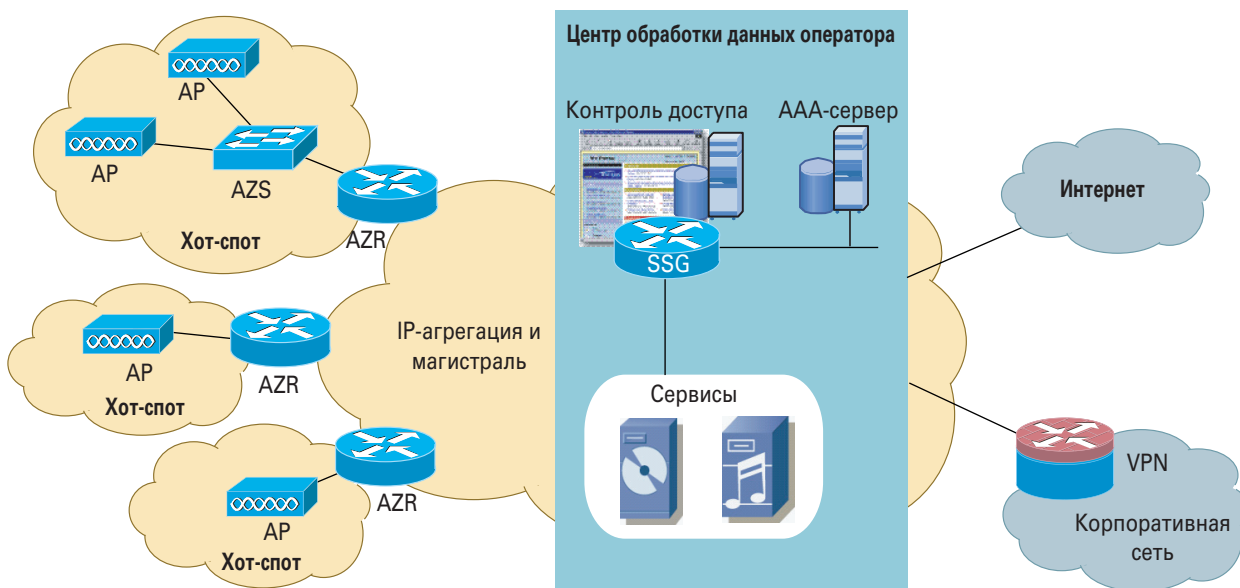 Центр обработки данных оператора
AP
Контроль доступа
ААА-сервер
AP
AZS
Интернет
Хот-спот
AZR
SSG
IP-агрегация и
магистраль
AP
AZR
Хот-спот
Сервисы
VPN
AP
AZR
Хот-спот
Корпоративная
сеть